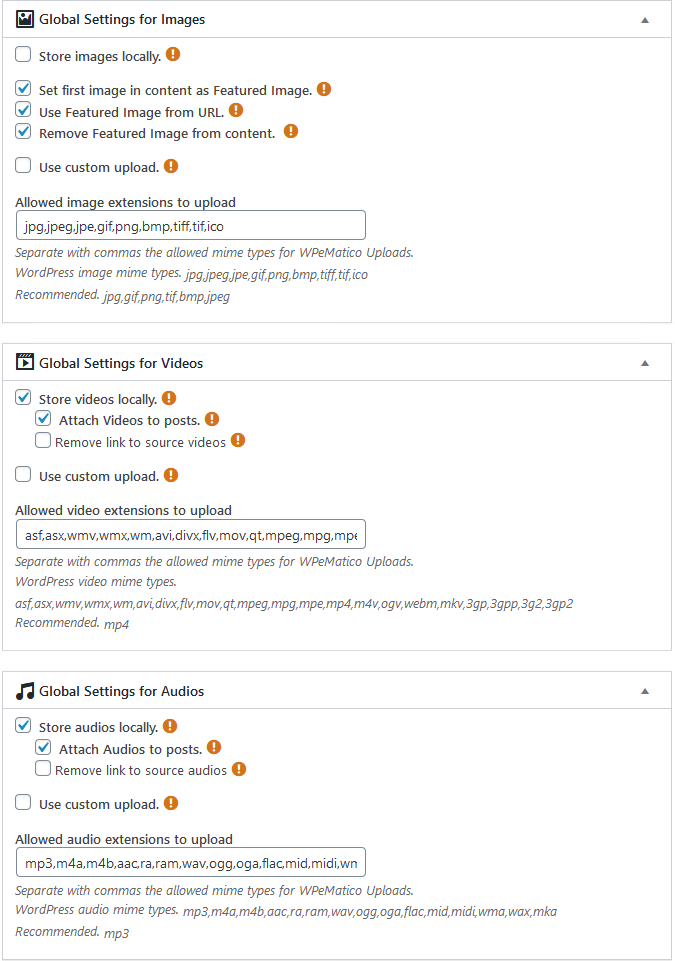 Global Settings for Images
Store images locally.
Set first image in content as Featured Image.
Use Featured Image from URL.
Remove Featured Image from content.
Use custom upload.
Allowed image extensions to upload
jpg,jpeg,jpe,gif,png,bmp,tiff,tif,ico
Separate with commas the allowed mime types for WPeMatico Uploads.
WordPress image mime types. jpg,jpeg,jpe,gif,png,bmp,tiff,tif,ico
Recommended. jpg,gif,png,tif,bmp,jpeg
Global Settings for Videos
Store videos locally.
Attach Videos to posts.
Remove link to source videos
Use custom upload.
Allowed video extensions to upload
asf,asx,wmv,wmx,wm,avi,divx,flv,mov,qt,mpeg,mpg,mpe
Separate with commas the allowed mime types for WPeMatico Uploads.
WordPress video mime types.
asf,asx,wmv,wmx,wm,avi,divx,flv,mov,qt,mpeg,mpg,mpe,mp4,m4v,ogv,webm,mkv,3gp,3gpp,3g2,3gp2
Recommended. mp4
Global Settings for Audios
Store audios locally.
Attach Audios to posts.
Remove link to source audios
Use custom upload.
Allowed audio extensions to upload
mp3,m4a,m4b,aac,ra,ram,wav,ogg,oga,flac,mid,midi,wm
Separate with commas the allowed mime types for WPeMatico Uploads.
WordPress audio mime types. mp3,m4a,m4b,aac,ra,ram,wav,ogg,oga,flac,mid,midi,wma,wax,mka
Recommended. mp3